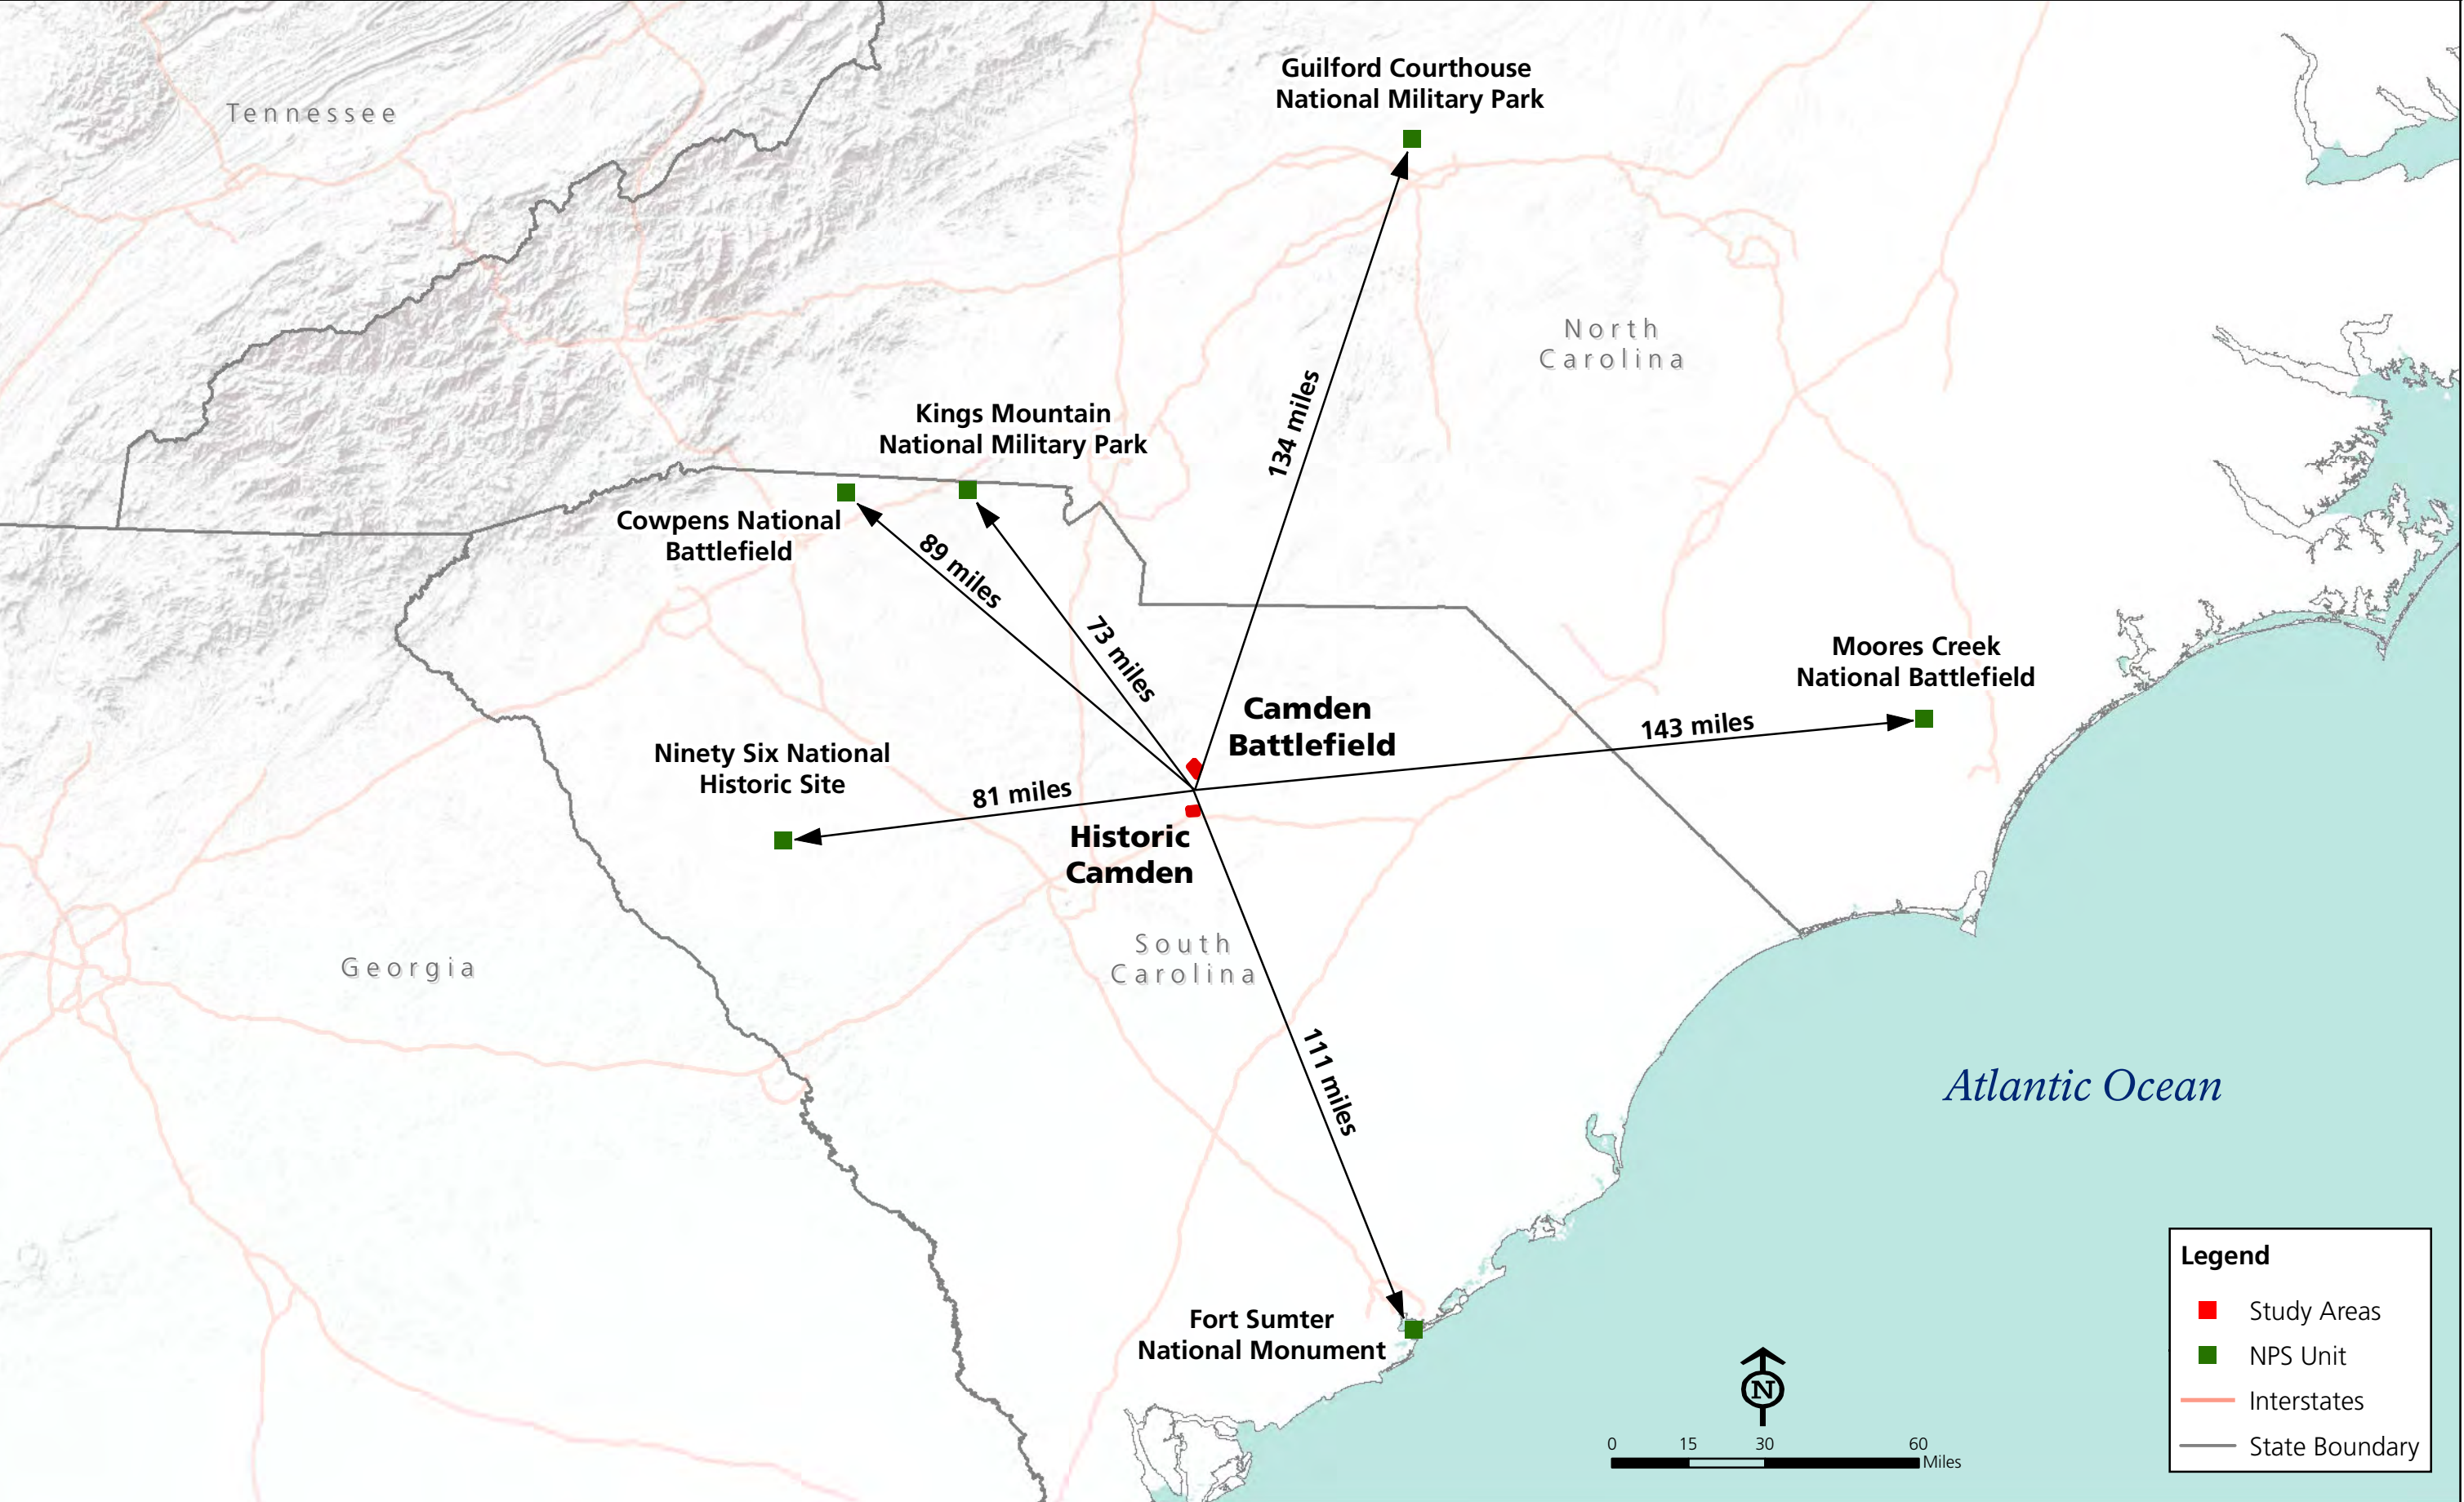 Guilford Courthouse
National Military Park
Tennessee
North
Carolina
134 miles
Kings Mountain
National Military Park
Cowpens National
Battlefield
89 miles
73 miles
Moores Creek
National Battlefield
143 miles
Camden
Battlefield
Ninety Six National
Historic Site
81 miles
Historic
Camden
South
Carolina
Georgia
111 miles
Atlantic Ocean
Fort Sumter
National Monument
N
0 15 30 60
Miles
Legend
Study Areas
NPS Unit
Interstates
State Boundary